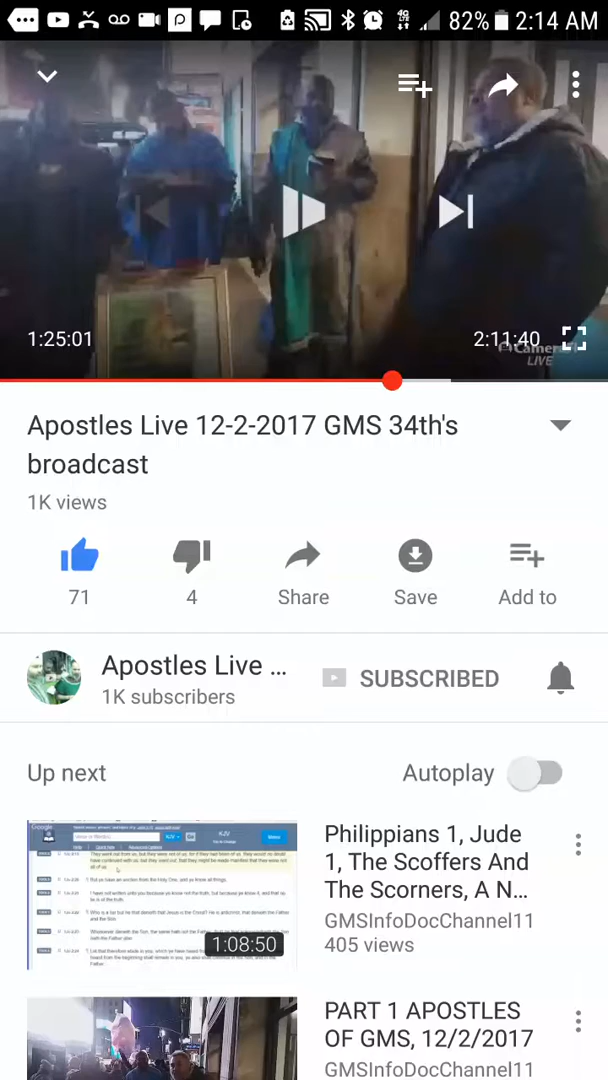 82% 2:14 AM
1:25:01
2:11:40
LIVE
Apostles Live 12-2-2017 GMS 34th's
broadcast
1K views
71
4
Share
Save
Add to
Apostles Live ...
SUBSCRIBED
1K subscribers
Up next
Autoplay
Philippians 1, Jude
1, The Scoffers And
The Scorners, A N...
GMSInfoDocChannel11
405 views
Google
KJV
1:08:50
PART 1 APOSTLES
OF GMS, 12/2/2017
GMSInfoDocChannel11